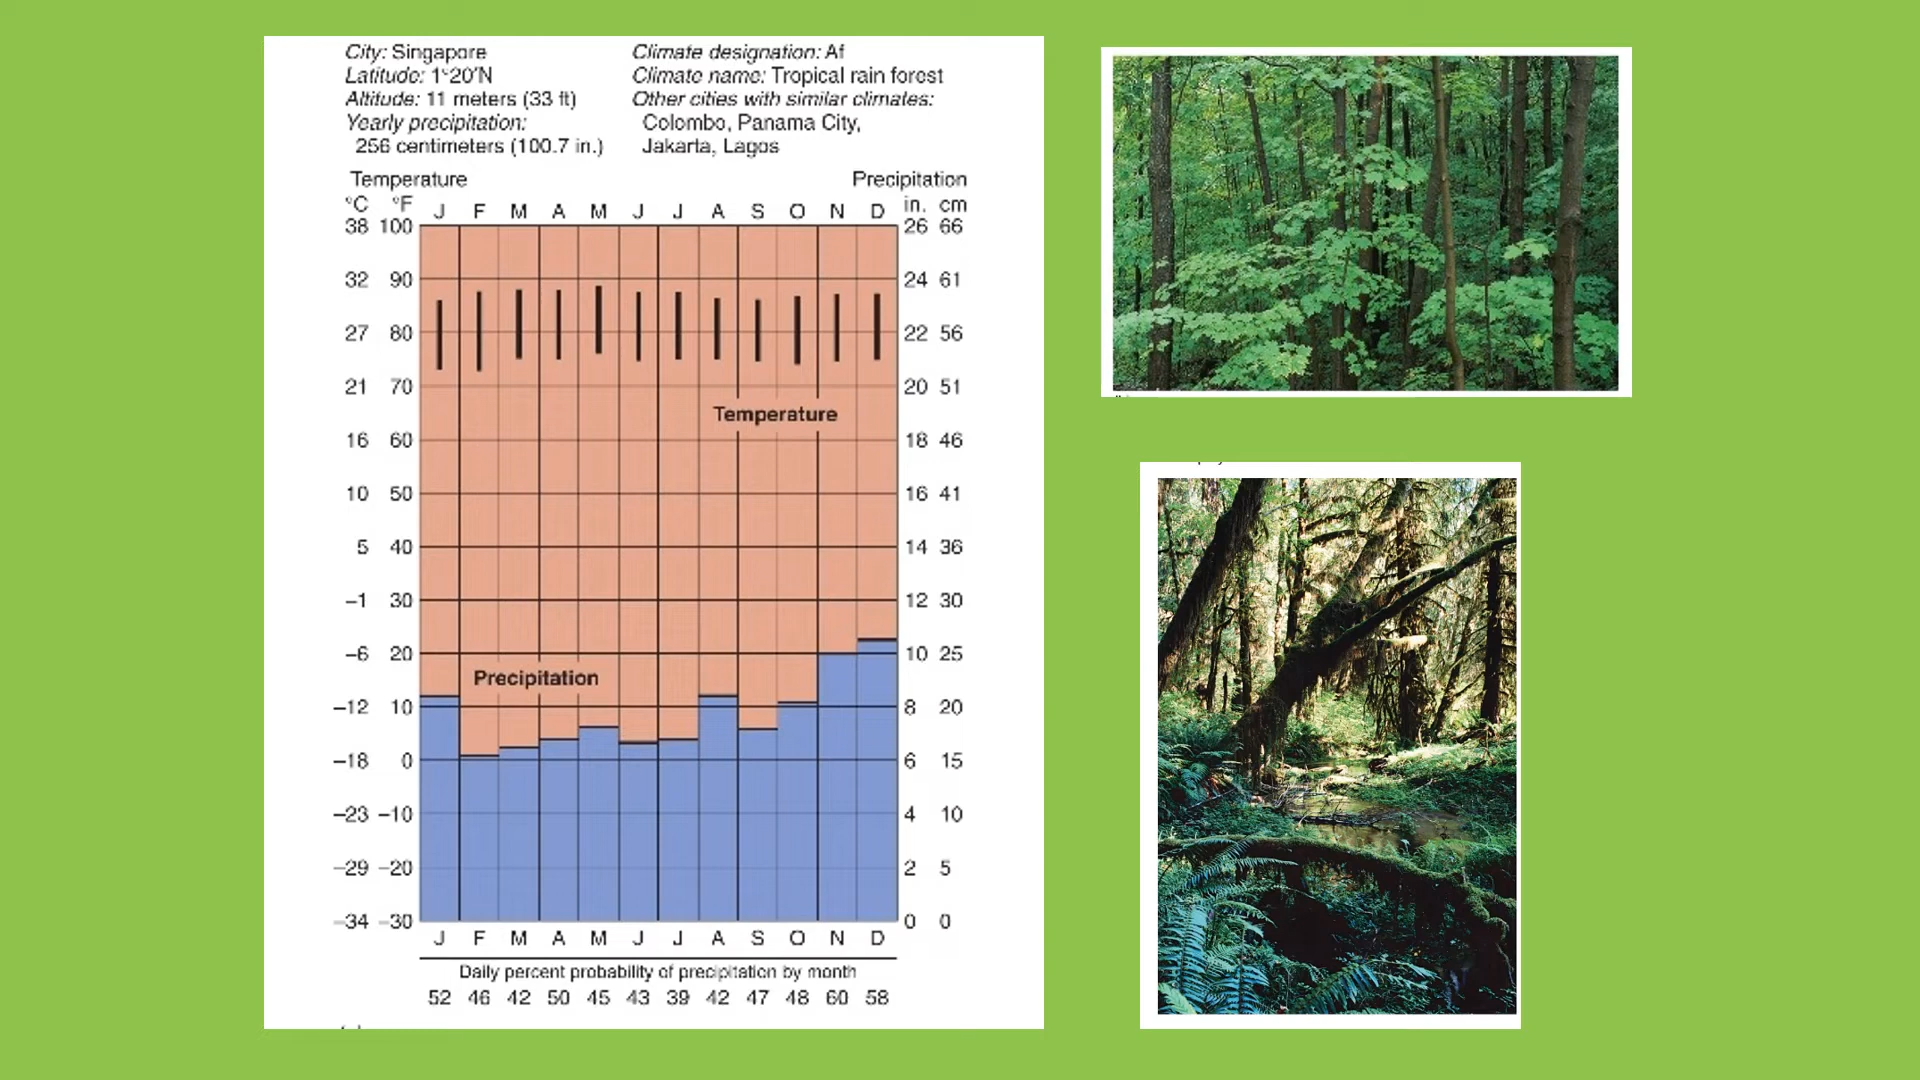 City: Singapore
Latitude: 1°20'N
Altitude: 11 meters (33 ft)
Yearly precipitation:
256 centimeters (100.7 in.)
Climate designation: Af
Climate name: Tropical rain forest
Other cities with similar climates:
Colombo, Panama City,
Jakarta, Lagos
Temperature Precipitation
°C °F J F M A M J J A S O N D in. cm
38 100 26 66
32 90 24 61
27 80 22 56
21 70 20 51
Temperature
16 60 18 46
10 50 16 41
5 40 14 36
–1 30 12 30
–6 20 10 25
Precipitation
–12 10 8 20
–18 0 6 15
–23 –10 4 10
–29 –20 2 5
–34 –30 0 0
J F M A M J J A S O N D
Daily percent probability of precipitation by month
52 46 42 50 45 43 39 42 47 48 60 58